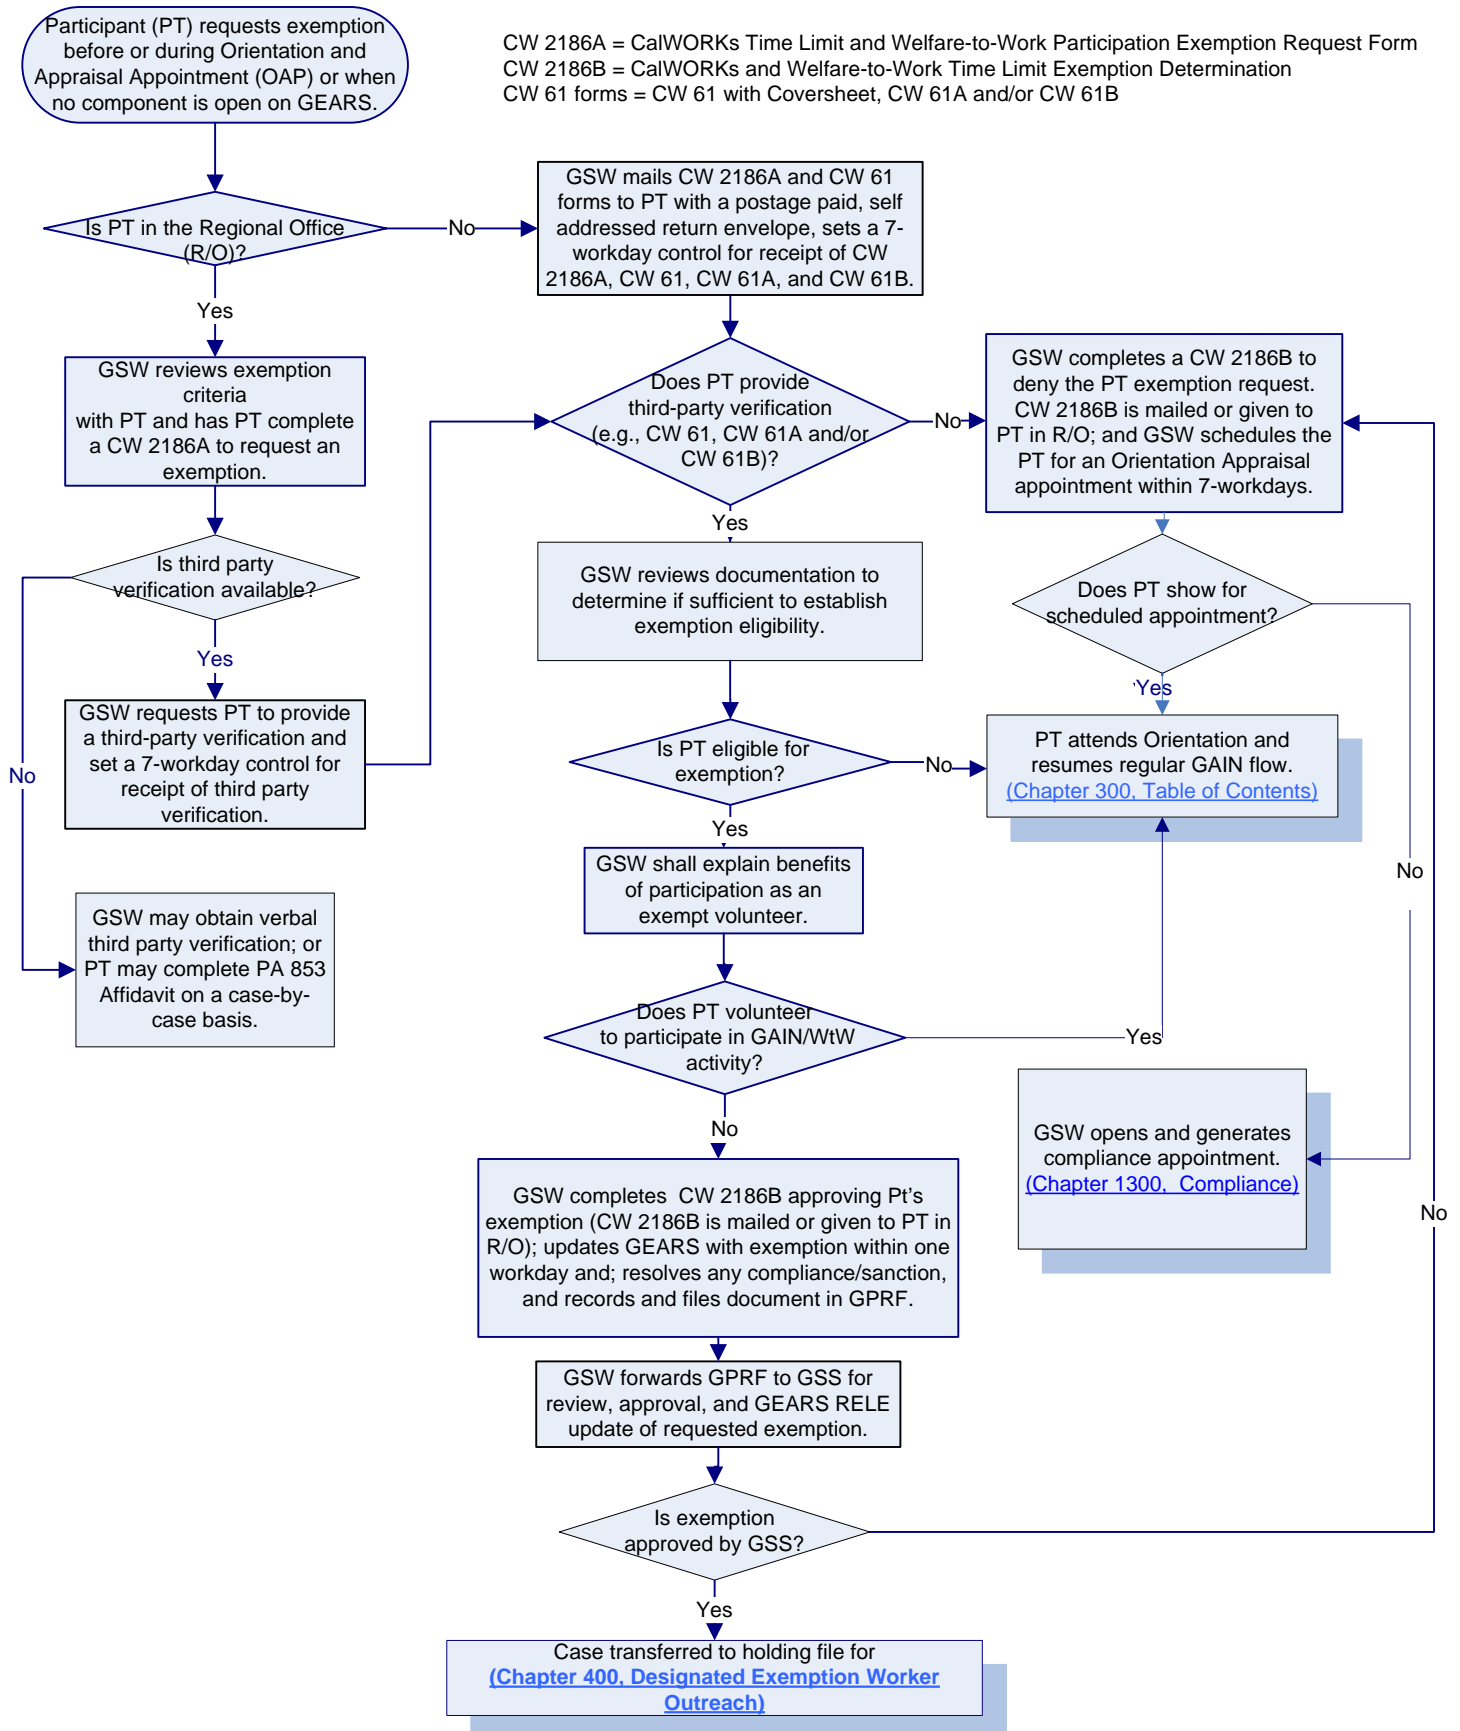 Participant (PT) requests exemption
before or during Orientation and
Appraisal Appointment (OAP) or when
no component is open on GEARS.
CW 2186A = CalWORKs Time Limit and Welfare-to-Work Participation Exemption Request Form
CW 2186B = CalWORKs and Welfare-to-Work Time Limit Exemption Determination
CW 61 forms = CW 61 with Coversheet, CW 61A and/or CW 61B
Is PT in the Regional Office
(R/O)?
No
GSW mails CW 2186A and CW 61
forms to PT with a postage paid, self
addressed return envelope, sets a 7-
workday control for receipt of CW
2186A, CW 61, CW 61A, and CW 61B.
Yes
GSW reviews exemption
criteria
with PT and has PT complete
a CW 2186A to request an
exemption.
Does PT provide
third-party verification
(e.g., CW 61, CW 61A and/or
CW 61B)?
No
GSW completes a CW 2186B to
deny the PT exemption request.
CW 2186B is mailed or given to
PT in R/O; and GSW schedules the
PT for an Orientation Appraisal
appointment within 7-workdays.
Yes
Is third party
verification available?
GSW reviews documentation to
determine if sufficient to establish
exemption eligibility.
Does PT show for
scheduled appointment?
Yes
Yes
GSW requests PT to provide
a third-party verification and
set a 7-workday control for
receipt of third party
verification.
No
Is PT eligible for
exemption?
No
PT attends Orientation and
resumes regular GAIN flow.
(Chapter 300, Table of Contents)
Yes
No
GSW shall explain benefits
of participation as an
exempt volunteer.
GSW may obtain verbal
third party verification; or
PT may complete PA 853
Affidavit on a case-by-
case basis.
Does PT volunteer
to participate in GAIN/WtW
activity?
Yes
No
GSW opens and generates
compliance appointment.
(Chapter 1300, Compliance)
No
GSW completes CW 2186B approving Pt's
exemption (CW 2186B is mailed or given to PT in
R/O); updates GEARS with exemption within one
workday and; resolves any compliance/sanction,
and records and files document in GPRF.
GSW forwards GPRF to GSS for
review, approval, and GEARS RELE
update of requested exemption.
Is exemption
approved by GSS?
Yes
Case transferred to holding file for
(Chapter 400, Designated Exemption Worker
Outreach)